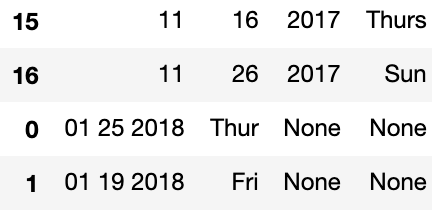 15 11 16 2017 Thurs
16 11 26 2017 Sun
0 01 25 2018 Thur None None
1 01 19 2018 Fri None None